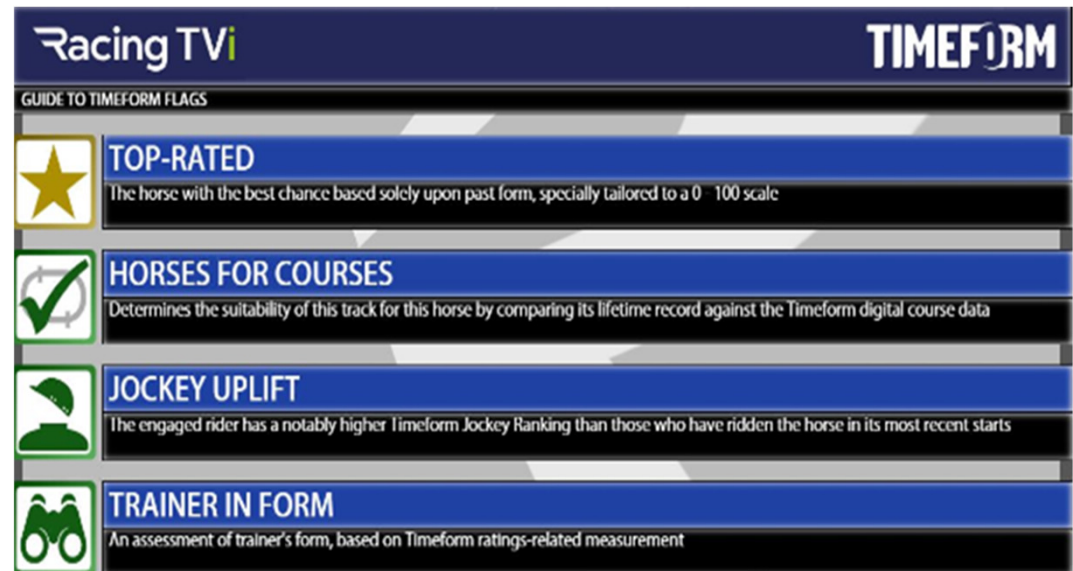 Racing TVi
TIMEFORM
GUIDE TO TIMEFORM FLAGS
TOP-RATED
The horse with the best chance based solely upon past form, specially tailored to a 0 - 100 scale
HORSES FOR COURSES
Determines the suitability of this track for this horse by comparing its lifetime record against the Timeform digital course data
JOCKEY UPLIFT
The engaged rider has a notably higher Timeform Jockey Ranking than those who have ridden the horse in its most recent starts
TRAINER IN FORM
An assessment of trainer's form, based on Timeform ratings-related measurement